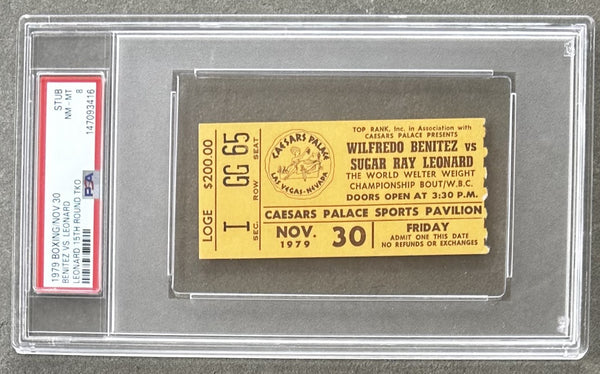 1979 BOXING/NOV 30
BENITEZ VS. LEONARD
LEONARD 15TH ROUND TKO
PSA
STUB
NM - MT 8
147093416
LOGE $200.00
I SEC.
GG ROW
65 SEAT
CAESARS PALACE
LAS VEGAS-NEVADA
TOP RANK, Inc. in Association with
CAESARS PALACE PRESENTS
WILFREDO BENITEZ vs
SUGAR RAY LEONARD
THE WORLD WELTER WEIGHT
CHAMPIONSHIP BOUT/W.B.C.
DOORS OPEN AT 3:30 P.M.
CAESARS PALACE SPORTS PAVILION
NOV. 30 FRIDAY
1979 ADMIT ONE THIS DATE
NO REFUNDS OR EXCHANGES